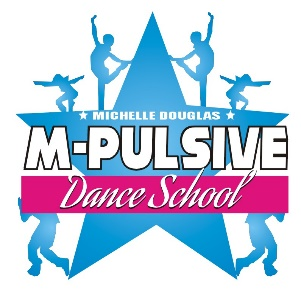 ★ MICHELLE DOUGLAS ★
M-PULSIVE
Dance School